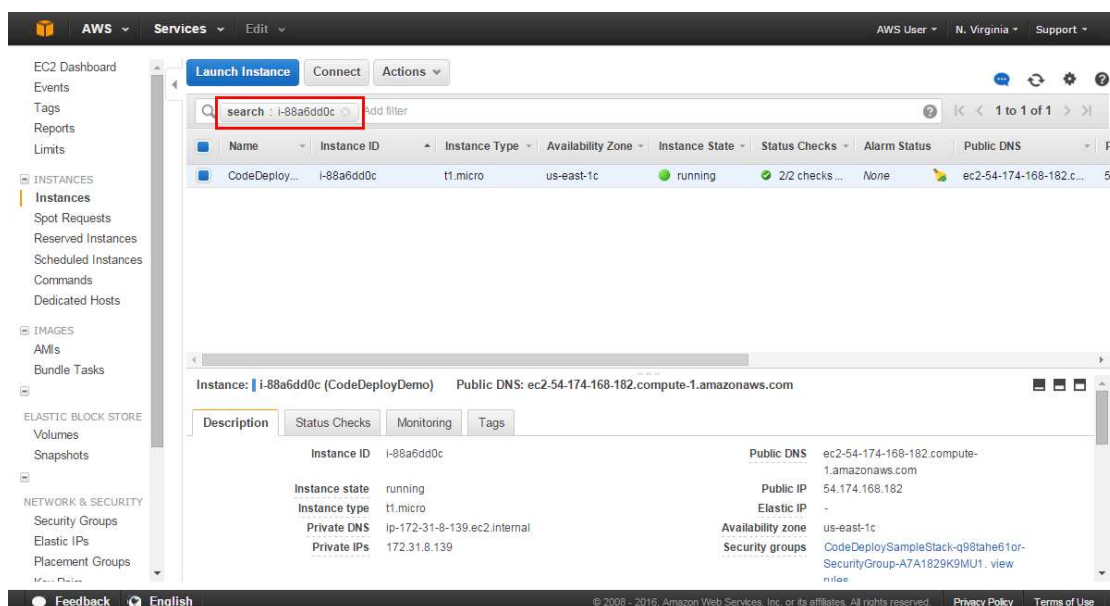 AWS Services Edit AWS User N. Virginia Support
EC2 Dashboard
Events
Tags
Reports
Limits
INSTANCES
Instances
Spot Requests
Reserved Instances
Scheduled Instances
Commands
Dedicated Hosts
IMAGES
AMIs
Bundle Tasks
ELASTIC BLOCK STORE
Volumes
Snapshots
NETWORK & SECURITY
Security Groups
Elastic IPs
Placement Groups
Launch Instance Connect Actions
search : i-88a6dd0c Add filter 1 to 1 of 1
Name Instance ID Instance Type Availability Zone Instance State Status Checks Alarm Status Public DNS
CodeDeploy... i-88a6dd0c t1.micro us-east-1c running 2/2 checks... None ec2-54-174-168-182.c... 5
Instance: i-88a6dd0c (CodeDeployDemo) Public DNS: ec2-54-174-168-182.compute-1.amazonaws.com
Description Status Checks Monitoring Tags
Instance ID i-88a6dd0c
Instance state running
Instance type t1.micro
Private DNS ip-172-31-8-139.ec2.internal
Private IPs 172.31.8.139
Public DNS ec2-54-174-168-182.compute-
1.amazonaws.com
Public IP 54.174.168.182
Elastic IP -
Availability zone us-east-1c
Security groups CodeDeploySampleStack-q98tahe61or-
SecurityGroup-A7A1829K9MU1. view
rules
Feedback English © 2008 - 2016, Amazon Web Services, Inc. or its affiliates. All rights reserved. Privacy Policy Terms of Use